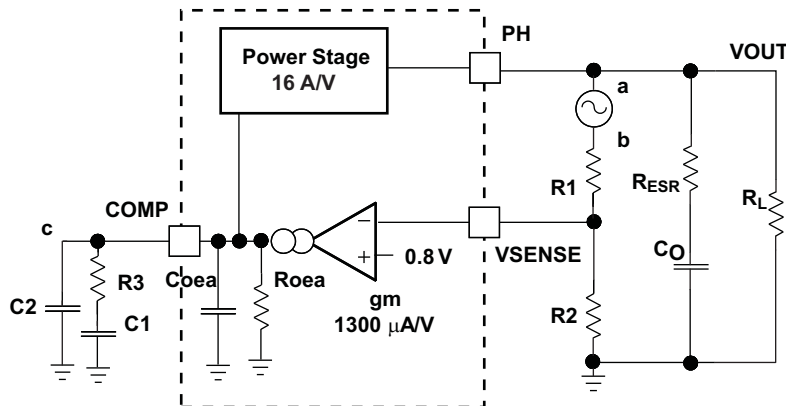 PH
VOUT
Power Stage
16 A/V
a
b
R1
RESR
RL
COMP
c
VSENSE
−
+
0.8 V
R3
Coea
Roea
CO
C2
C1
gm
1300 μA/V
R2